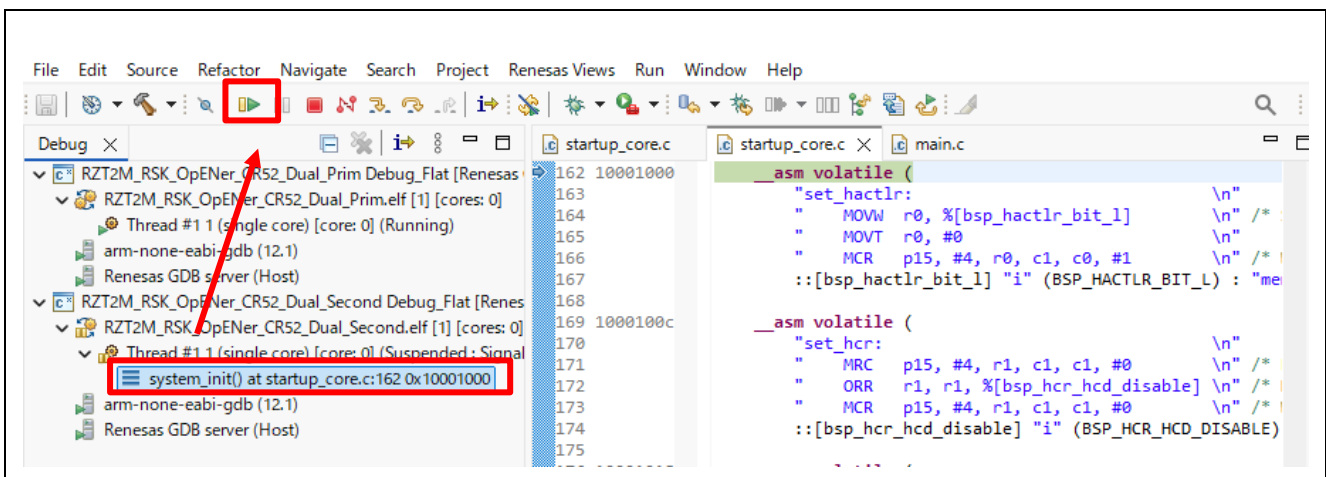 File Edit Source Refactor Navigate Search Project Renesas Views Run Window Help
Debug
startup_core.c startup_core.c main.c
RZT2M_RSK_OpENer_CR52_Dual_Prim Debug_Flat [Renesas
RZT2M_RSK_OpENer_CR52_Dual_Prim.elf [1] [cores: 0]
Thread #1 1 (single core) [core: 0] (Running)
arm-none-eabi-gdb (12.1)
Renesas GDB server (Host)
RZT2M_RSK_OpENer_CR52_Dual_Second Debug_Flat [Renes
RZT2M_RSK_OpENer_CR52_Dual_Second.elf [1] [cores: 0]
Thread #1 1 (single core) [core: 0] (Suspended : Signal
system_init() at startup_core.c:162 0x10001000
arm-none-eabi-gdb (12.1)
Renesas GDB server (Host)
162 10001000 __asm volatile (
163 "set_hactlr: \n"
164 " MOVW r0, %[bsp_hactlr_bit_l] \n" /*
165 " MOVT r0, #0 \n"
166 " MCR p15, #4, r0, c1, c0, #1 \n" /*
167 ::[bsp_hactlr_bit_l] "i" (BSP_HACTLR_BIT_L) : "me
168
169 1000100c __asm volatile (
170 "set_hcr: \n"
171 " MRC p15, #4, r1, c1, c1, #0 \n" /*
172 " ORR r1, r1, %[bsp_hcr_hcd_disable] \n" /*
173 " MCR p15, #4, r1, c1, c1, #0 \n" /*
174 ::[bsp_hcr_hcd_disable] "i" (BSP_HCR_HCD_DISABLE)
175